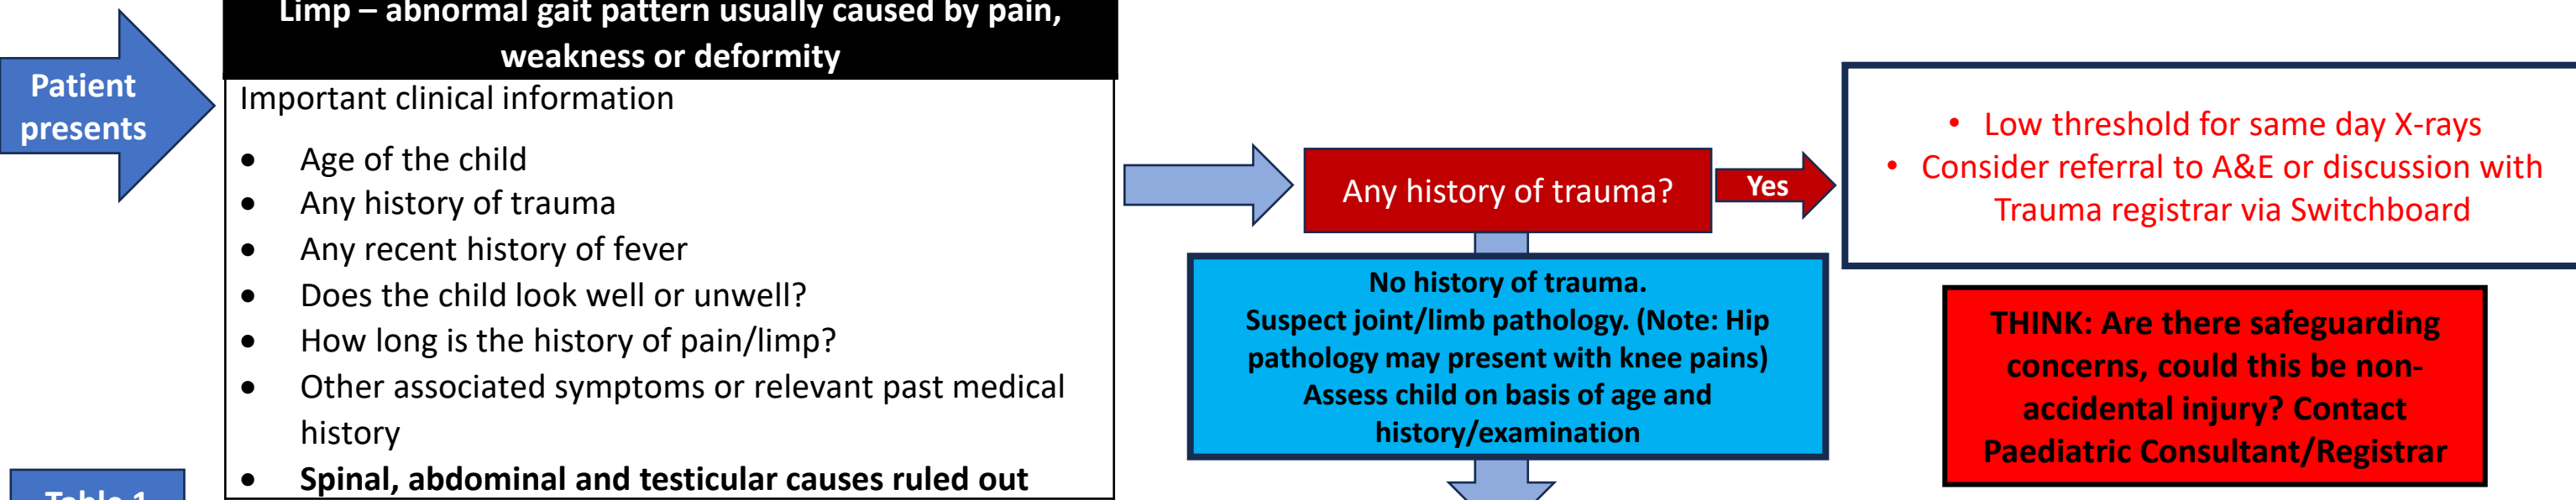 Patient
presents
Limp – abnormal gait pattern usually caused by pain,
weakness or deformity
Important clinical information
• Age of the child
• Any history of trauma
• Any recent history of fever
• Does the child look well or unwell?
• How long is the history of pain/limp?
• Other associated symptoms or relevant past medical
history
• Spinal, abdominal and testicular causes ruled out
Any history of trauma?
Yes
• Low threshold for same day X-rays
• Consider referral to A&E or discussion with
Trauma registrar via Switchboard
No history of trauma.
Suspect joint/limb pathology. (Note: Hip
pathology may present with knee pains)
Assess child on basis of age and
history/examination
THINK: Are there safeguarding
concerns, could this be non-
accidental injury? Contact
Paediatric Consultant/Registrar
Table 1